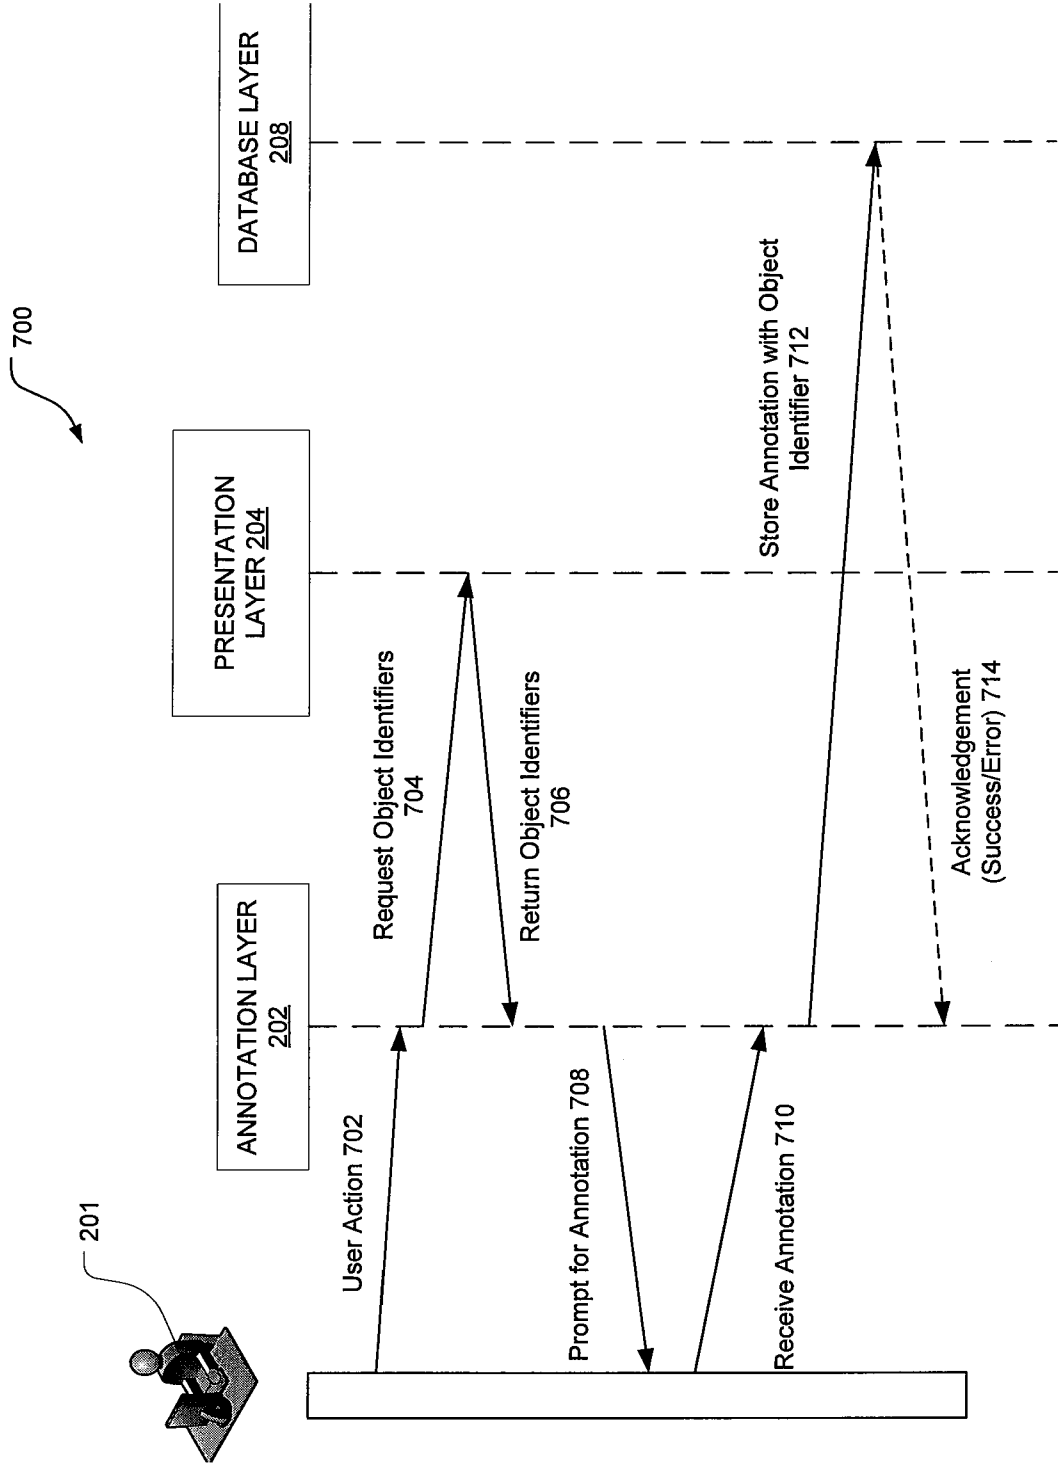 700
201
ANNOTATION LAYER
202
PRESENTATION
LAYER 204
DATABASE LAYER
208
User Action 702
Request Object Identifiers
704
Return Object Identifiers
706
Prompt for Annotation 708
Receive Annotation 710
Store Annotation with Object
Identifier 712
Acknowledgement
(Success/Error) 714